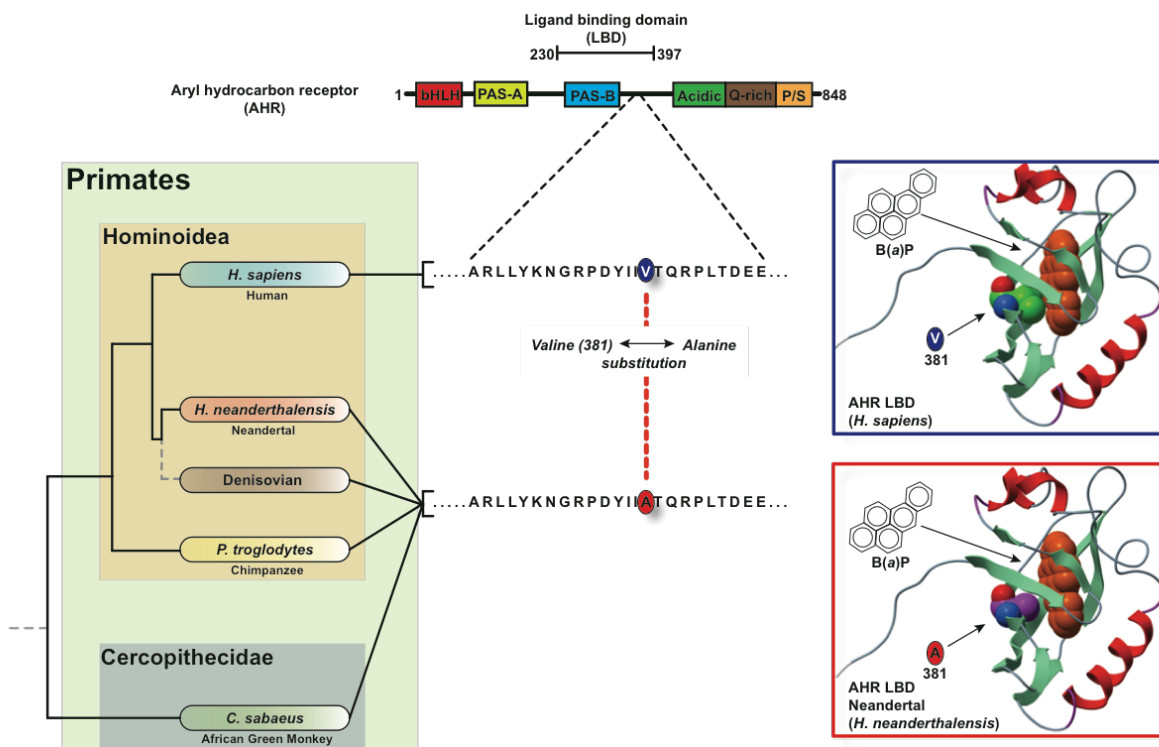 Ligand binding domain
(LBD)
230
397
Aryl hydrocarbon receptor
(AHR)
1
bHLH
PAS-A
PAS-B
Acidic
Q-rich
P/S
848
Primates
Hominoidea
H. sapiens
Human
.....ARLLYKNGRPDYIIVTQRPLTDEE...
Valine (381)
Alanine
substitution
H. neanderthalensis
Neandertal
Denisovian
.....ARLLYKNGRPDYIIATQRPLTDEE...
P. troglodytes
Chimpanzee
Cercopithecidae
C. sabaeus
African Green Monkey
B(a)P
V
381
AHR LBD
(H. sapiens)
B(a)P
A
381
AHR LBD
Neandertal
(H. neanderthalensis)